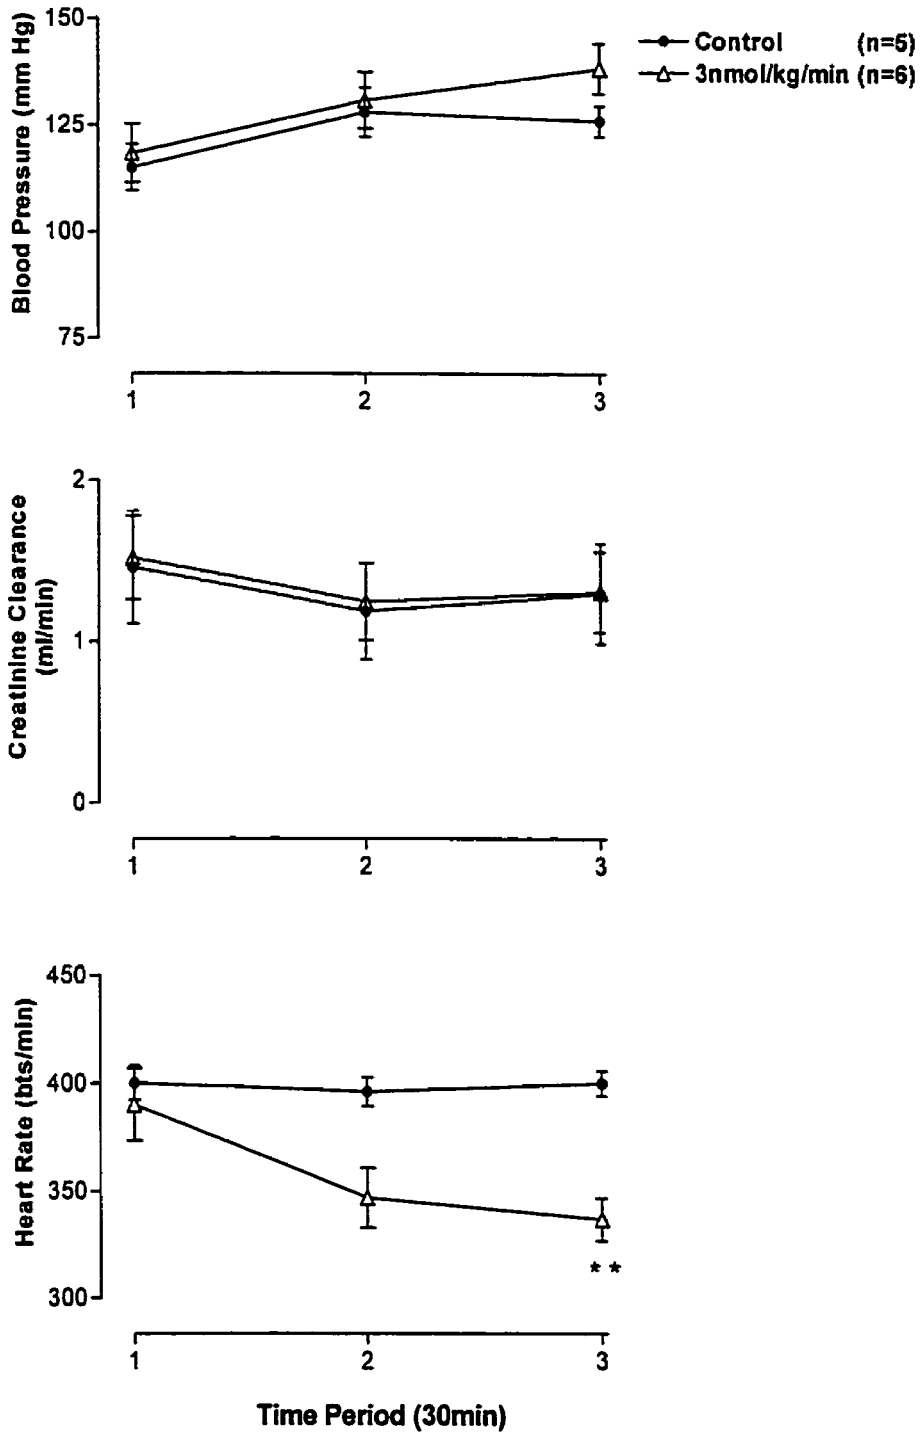 150
125
100
75
Blood Pressure (mm Hg)
Control (n=5)
3nmol/kg/min (n=6)
1 2 3
2
1
0
Creatinine Clearance
(ml/min)
1 2 3
450
400
350
300
Heart Rate (bts/min)
**
1 2 3
Time Period (30min)